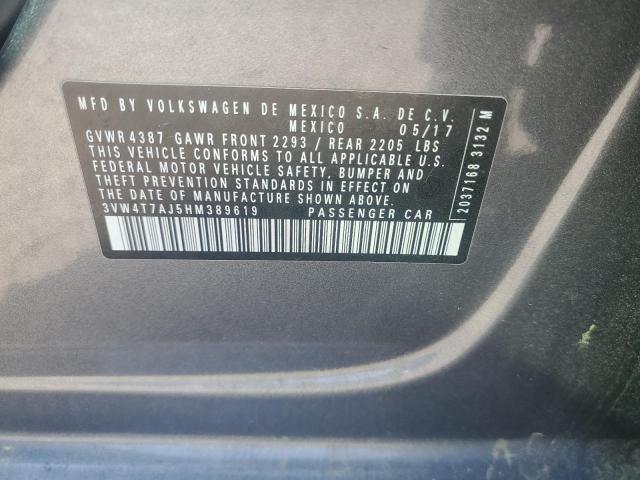 MFD BY VOLKSWAGEN DE MEXICO S.A. DE C.V.
MEXICO 05/17
GVWR 4387 GAWR FRONT 2293 / REAR 2205 LBS
THIS VEHICLE CONFORMS TO ALL APPLICABLE U.S.
FEDERAL MOTOR VEHICLE SAFETY, BUMPER AND
THEFT PREVENTION STANDARDS IN EFFECT ON
THE DATE OF MANUFACTURE SHOWN ABOVE.
3VW4T7AJ5HM389619 PASSENGER CAR
2037168 3132 M